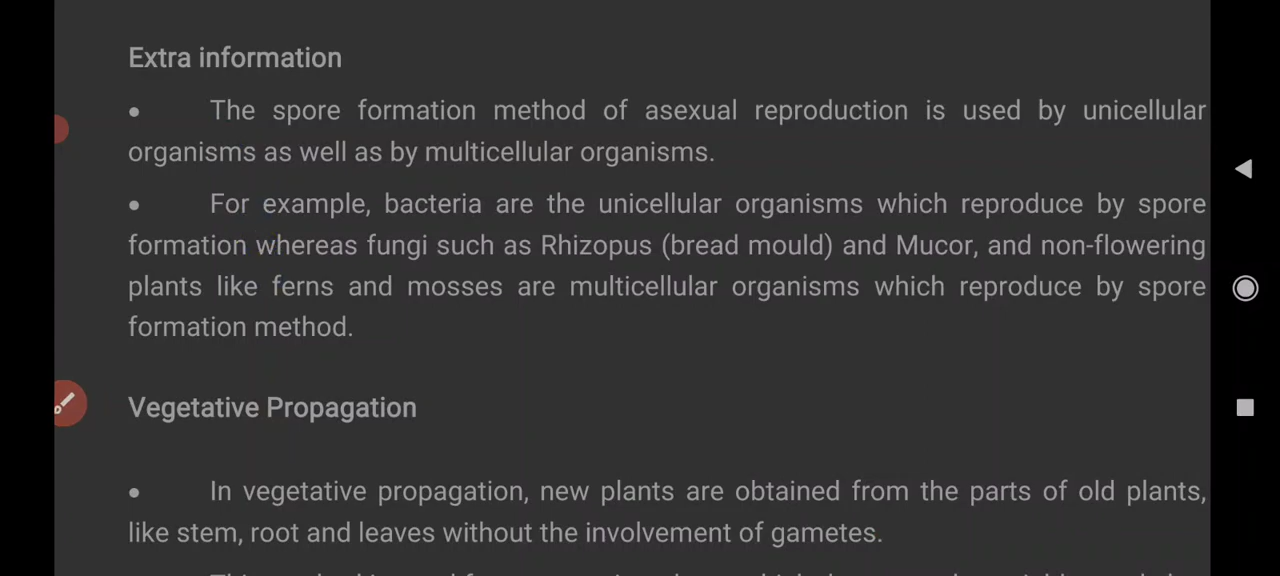 Extra information
• The spore formation method of asexual reproduction is used by unicellular
organisms as well as by multicellular organisms.
• For example, bacteria are the unicellular organisms which reproduce by spore
formation whereas fungi such as Rhizopus (bread mould) and Mucor, and non-flowering
plants like ferns and mosses are multicellular organisms which reproduce by spore
formation method.
Vegetative Propagation
• In vegetative propagation, new plants are obtained from the parts of old plants,
like stem, root and leaves without the involvement of gametes.